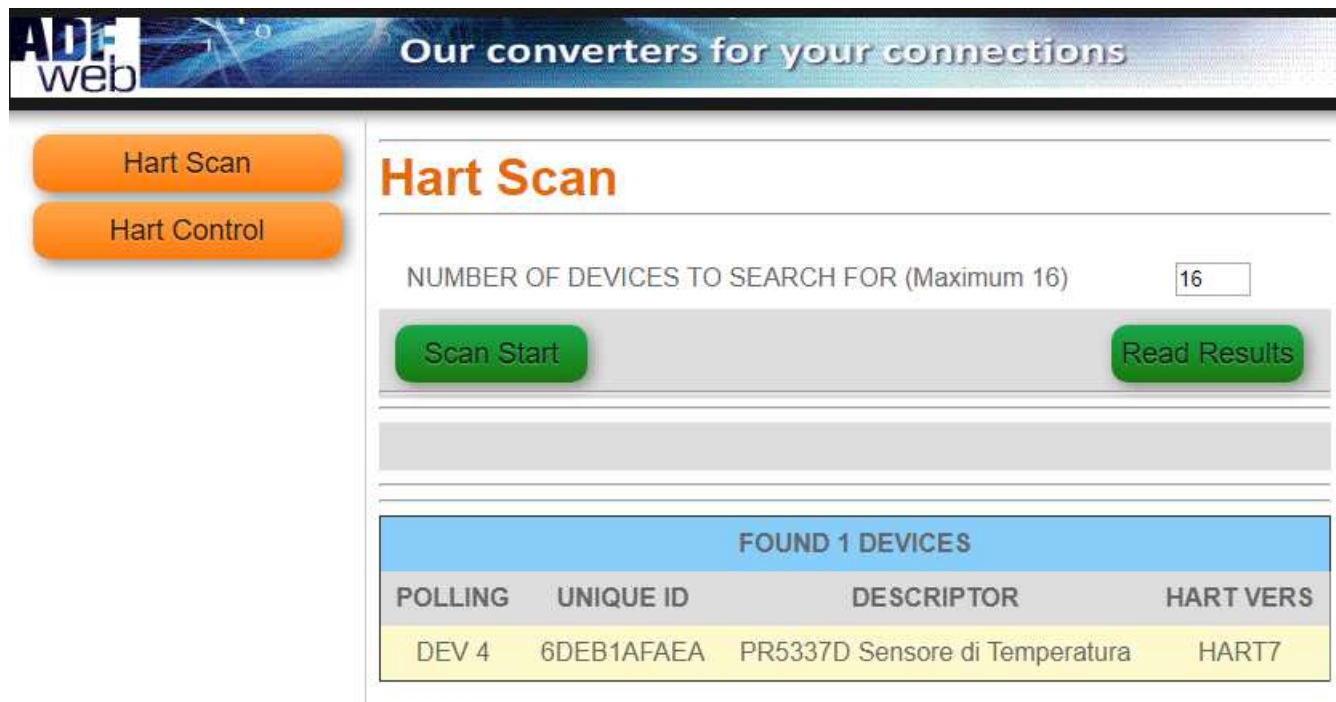 ADF
web
Our converters for your connections
Hart Scan
Hart Control
Hart Scan
NUMBER OF DEVICES TO SEARCH FOR (Maximum 16) 16
Scan Start Read Results
FOUND 1 DEVICES
POLLING UNIQUE ID DESCRIPTOR HART VERS
DEV 4 6DEB1AFAEA PR5337D Sensore di Temperatura HART7